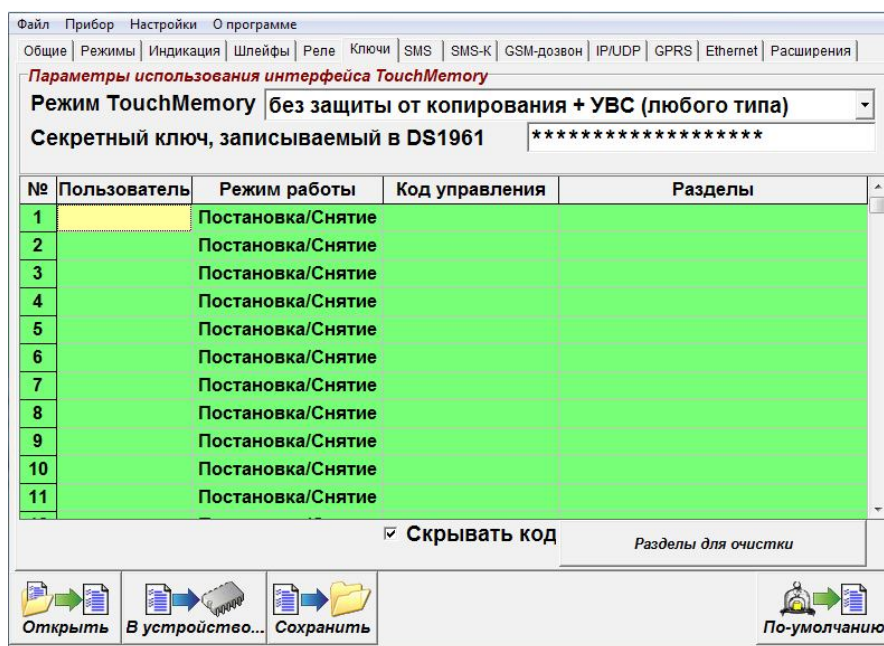 Файл Прибор Настройки О программе
Общие Режимы Индикация Шлейфы Реле Ключи SMS SMS-К GSM-дозвон IP/UDP GPRS Ethernet Расширения
Параметры использования интерфейса TouchMemory
Режим TouchMemory без защиты от копирования + УВС (любого типа)
Секретный ключ, записываемый в DS1961 *******************
№ Пользователь Режим работы Код управления Разделы
1 Постановка/Снятие
2 Постановка/Снятие
3 Постановка/Снятие
4 Постановка/Снятие
5 Постановка/Снятие
6 Постановка/Снятие
7 Постановка/Снятие
8 Постановка/Снятие
9 Постановка/Снятие
10 Постановка/Снятие
11 Постановка/Снятие
Скрывать код Разделы для очистки
Открыть В устройство... Сохранить По-умолчанию